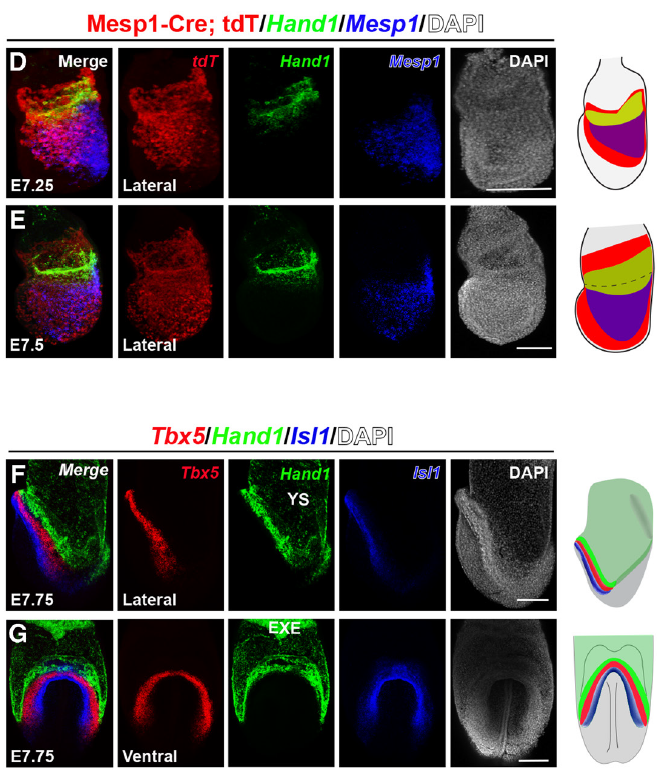 Mesp1-Cre; tdT/Hand1/Mesp1/DAPI
D Merge tdT Hand1 Mesp1 DAPI
E7.25 Lateral
E
E7.5 Lateral
Tbx5/Hand1/Isl1/DAPI
F Merge Tbx5 Hand1 Isl1 DAPI
YS
E7.75 Lateral
G EXE
E7.75 Ventral